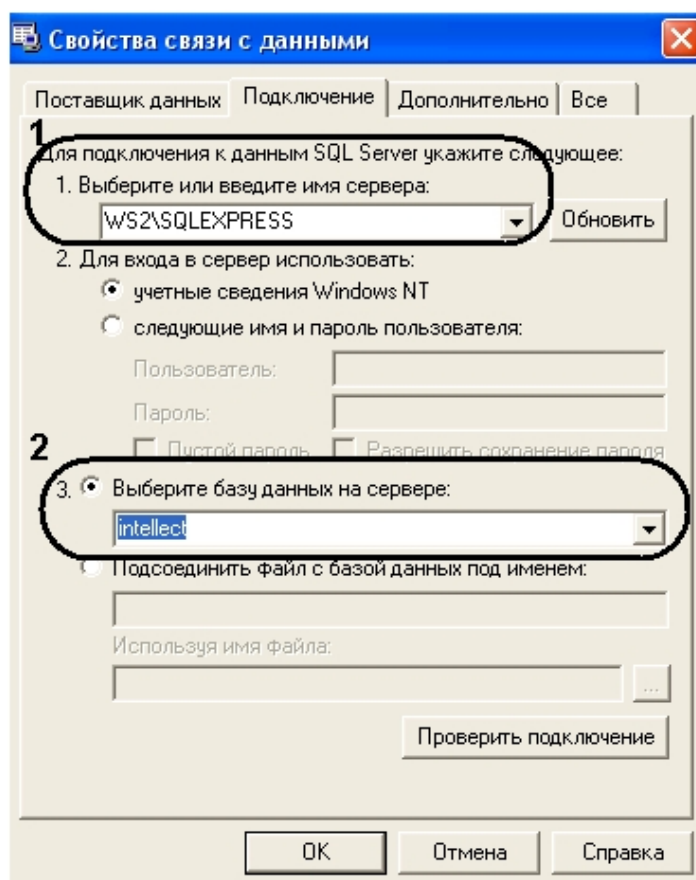 Свойства связи с данными
Поставщик данных Подключение Дополнительно Все
1
Для подключения к данным SQL Server укажите следующее:
1. Выберите или введите имя сервера:
WS2\SQLEXPRESS Обновить
2. Для входа в сервер использовать:
учетные сведения Windows NT
следующие имя и пароль пользователя:
Пользователь:
Пароль:
2
Пустой пароль Разрешить сохранение пароля
3. Выберите базу данных на сервере:
intellect
Подсоединить файл с базой данных под именем:
Используя имя файла:
...
Проверить подключение
OK Отмена Справка